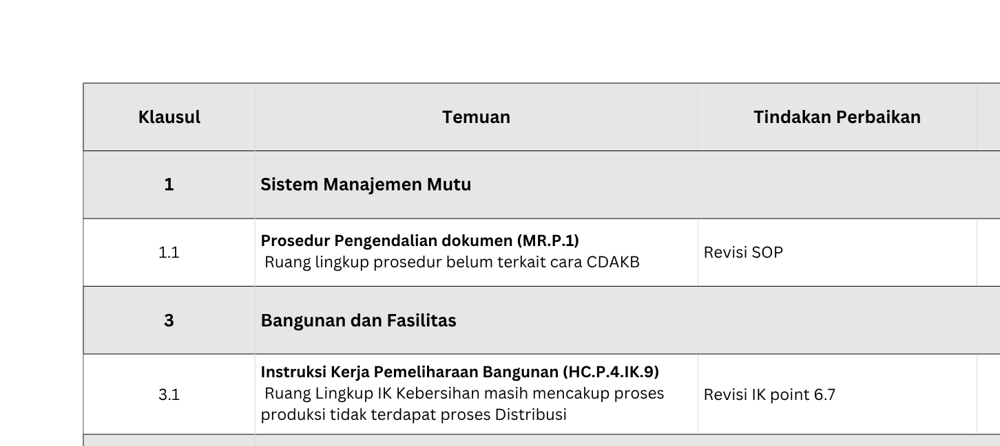 Klausul Temuan Tindakan Perbaikan
1 Sistem Manajemen Mutu
1.1 Prosedur Pengendalian dokumen (MR.P.1)
Ruang lingkup prosedur belum terkait cara CDAKB Revisi SOP
3 Bangunan dan Fasilitas
3.1 Instruksi Kerja Pemeliharaan Bangunan (HC.P.4.IK.9)
Ruang Lingkup IK Kebersihan masih mencakup proses
produksi tidak terdapat proses Distribusi Revisi IK point 6.7